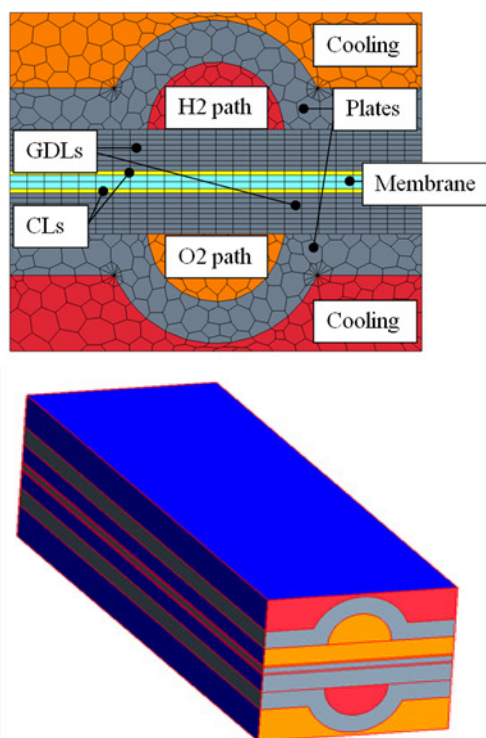 Cooling
H2 path
Plates
GDLs
Membrane
CLs
O2 path
Cooling